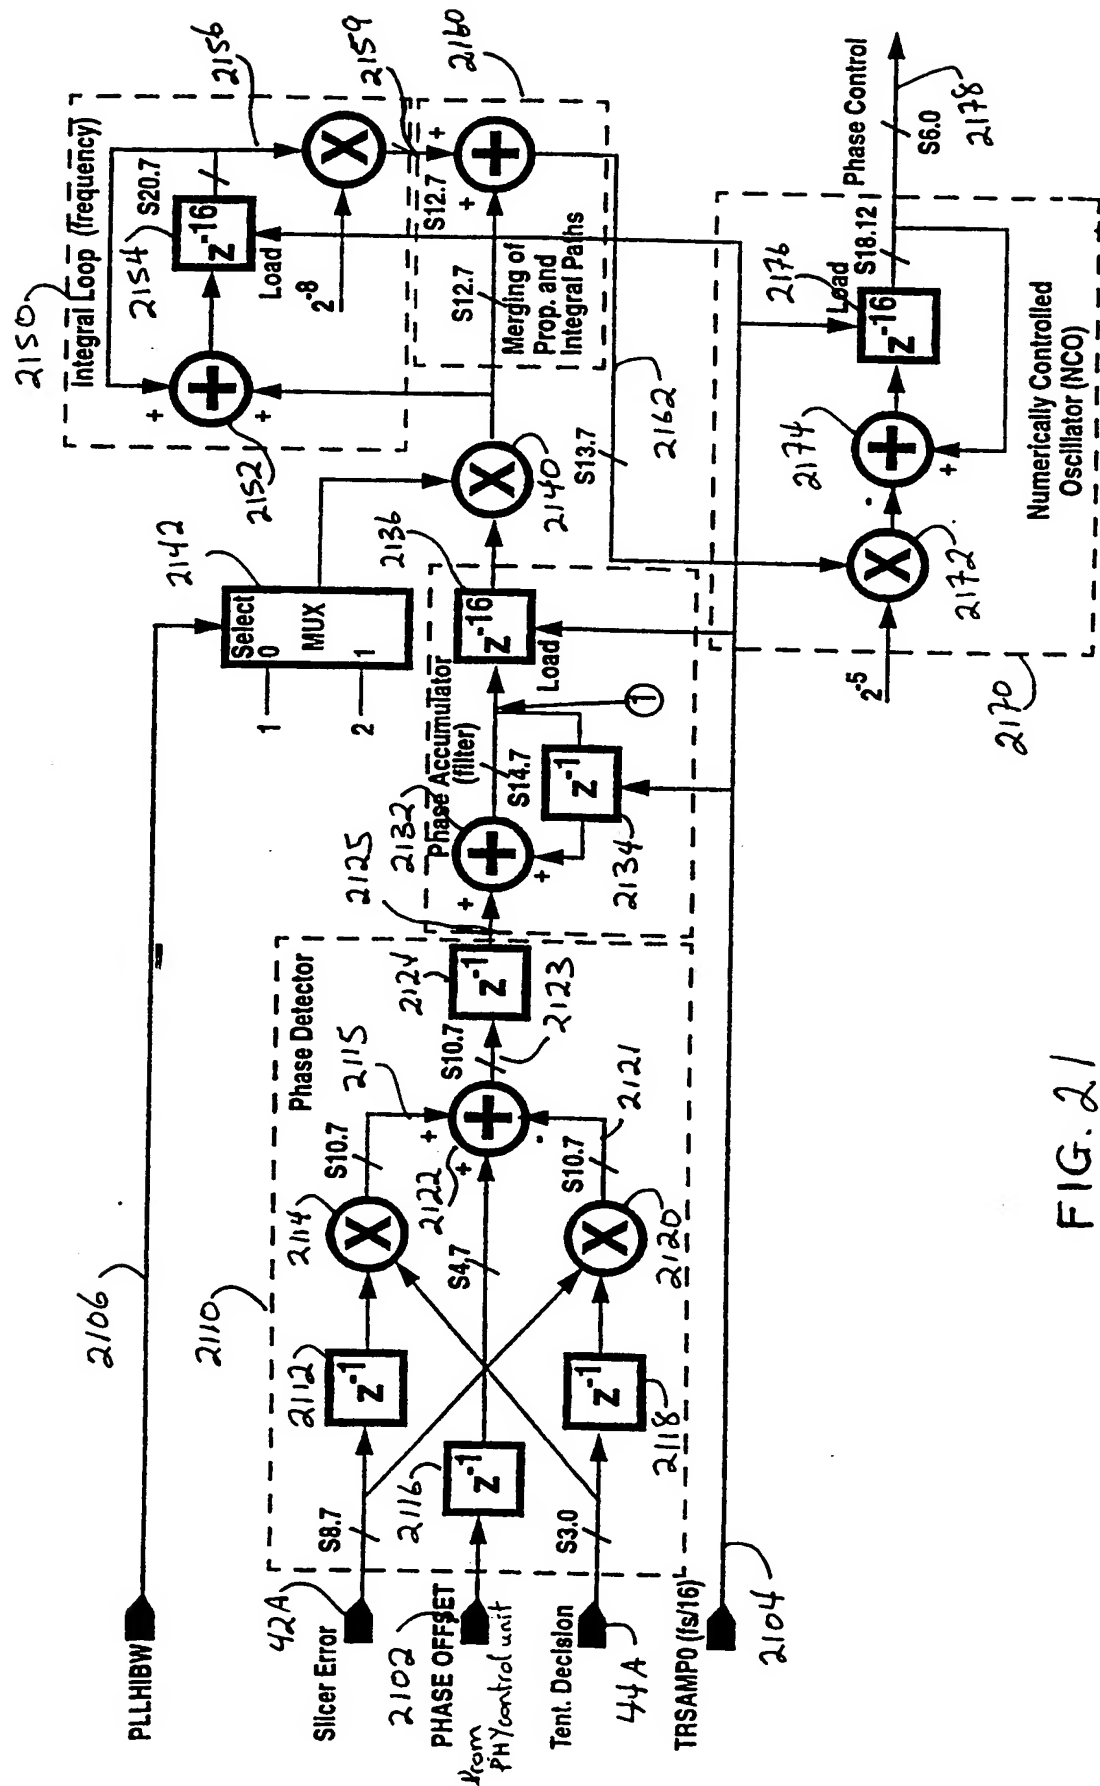 PLLHIBW
2106
2110
42A
Slicer Error
S8.7
2112
z-1
2114
X
S10.7
2115
Phase Detector
2102
PHASE OFFSET
from
PHY control unit
2116
z-1
S4.7
2122
+
+
+
-
S10.7
2123
2124
z-1
2125
Tent. Decision
44A
S3.0
2118
z-1
2120
X
S10.7
2121
TRSAMP0 (fs/16)
2104
Phase Accumulator
(filter)
2132
+
+
+
S14.7
z-1
2134
1
2136
z-16
Load
2142
Select
0
MUX
1
1
2
X
2140
2150
Integral Loop (frequency)
2152
+
+
+
2154
z-16
Load
S20.7
2156
2-8
X
2159
S12.7
S12.7
+
+
+
2160
Merging of
Prop. and
Integral Paths
2162
S13.7
2170
2-5
X
2172
-
2174
+
+
2176
Load
z-16
S18.12
Phase Control
S6.0
2178
Numerically Controlled
Oscillator (NCO)
FIG. 21